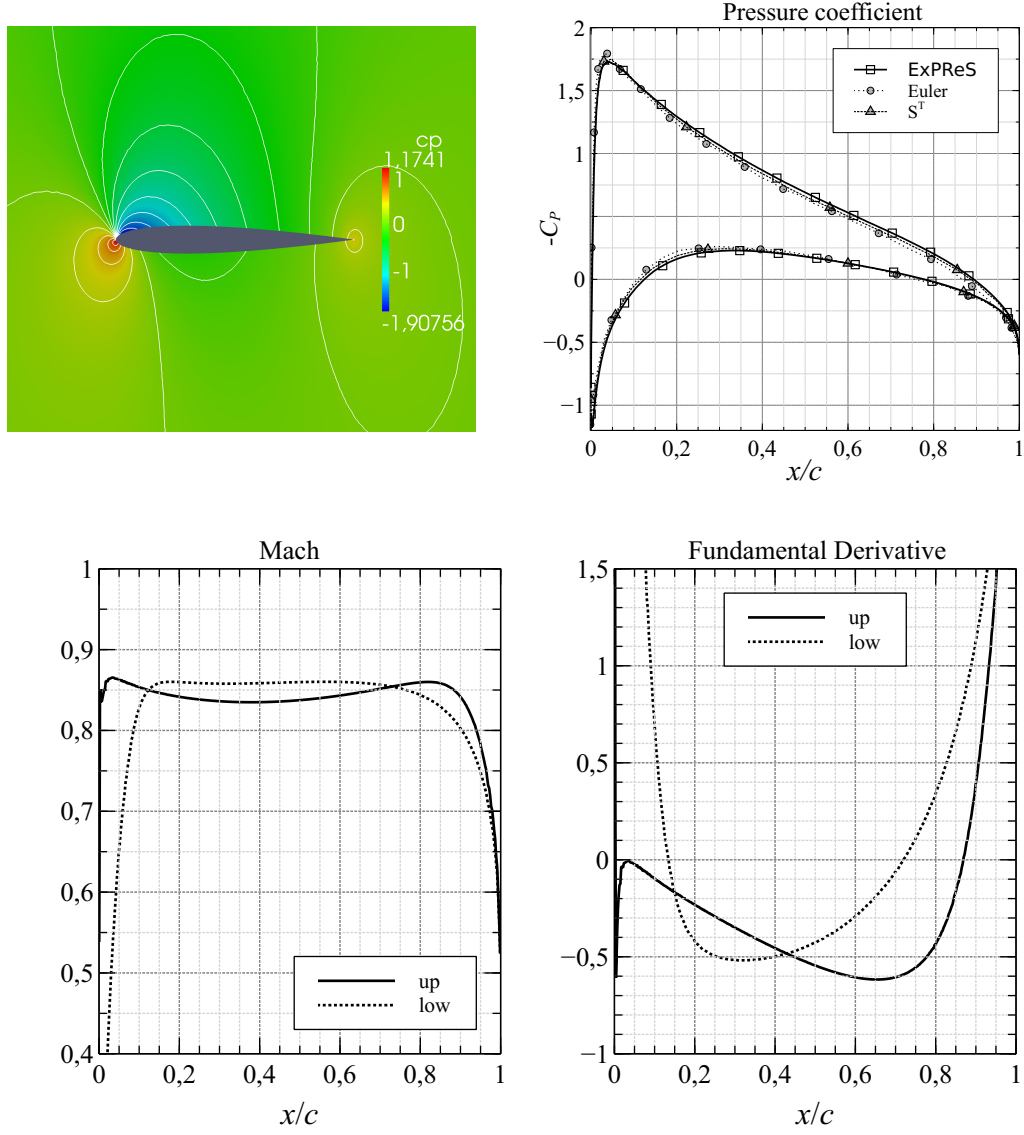 cp
1,1741
1
0
-1
-1,90756
Pressure coefficient
2
1,5
1
0,5
0
−0,5
−1
-C_P
ExPReS
Euler
S^T
0 0,2 0,4 0,6 0,8 1
x/c
Mach
1
0,9
0,8
0,7
0,6
0,5
0,4
up
low
0 0,2 0,4 0,6 0,8 1
x/c
Fundamental Derivative
1,5
1
0,5
0
−0,5
−1
up
low
0 0,2 0,4 0,6 0,8 1
x/c